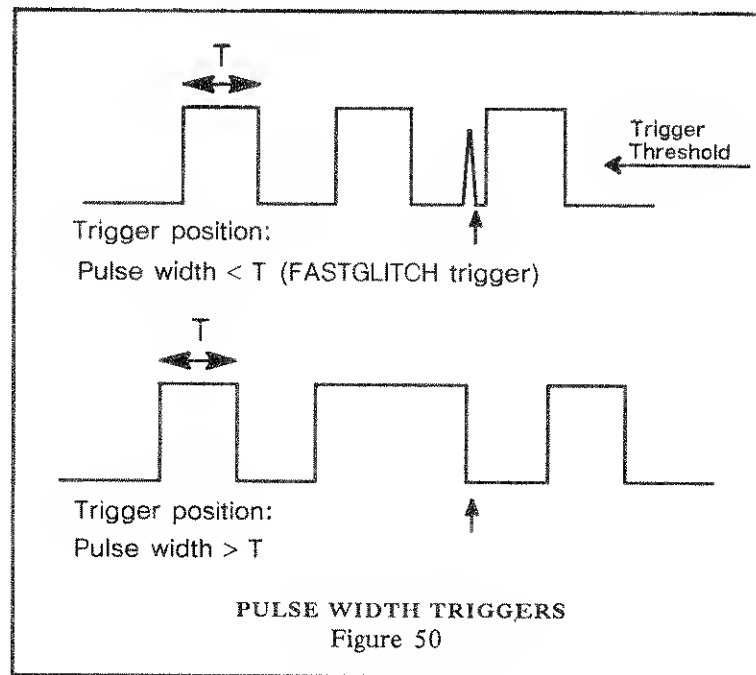 T
Trigger
Threshold
Trigger position:
Pulse width < T (FASTGLITCH trigger)
T
Trigger position:
Pulse width > T
PULSE WIDTH TRIGGERS
Figure 50